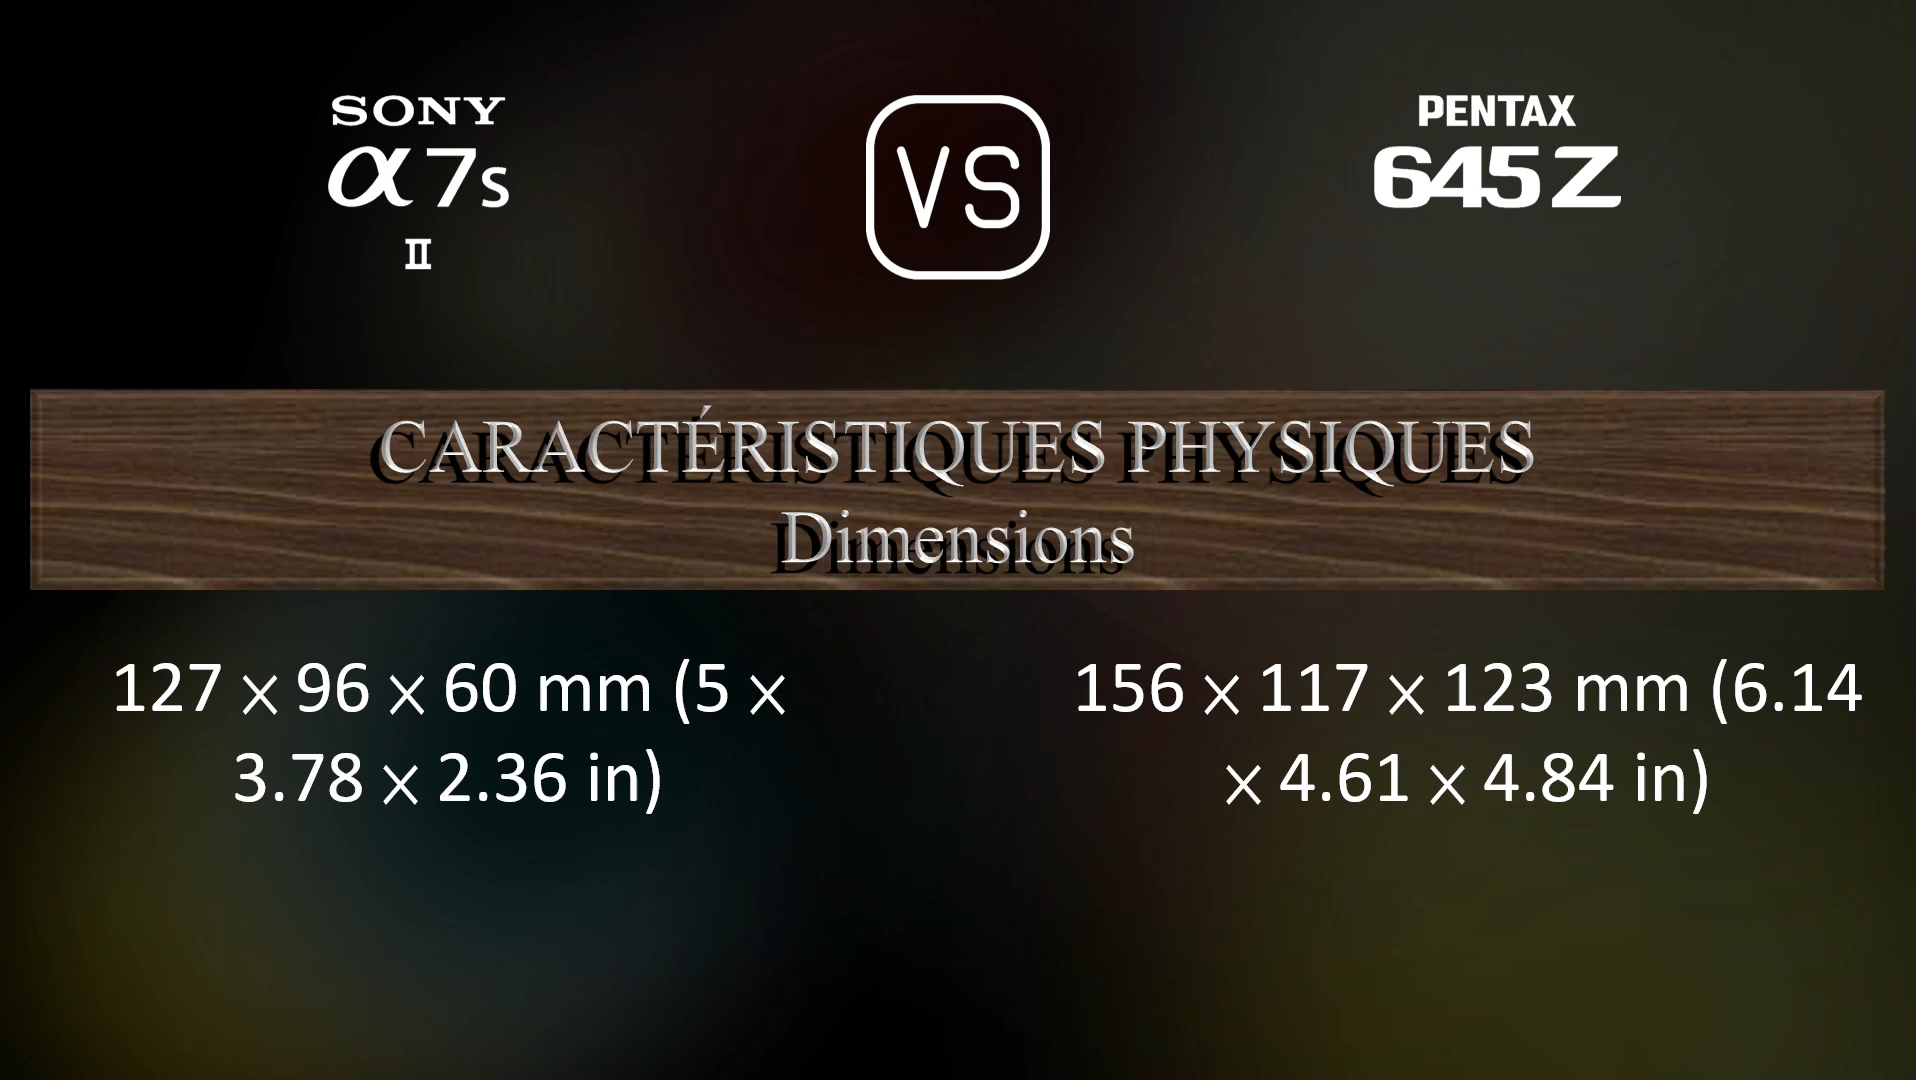 SONY
α7s
II
VS
PENTAX
645Z
CARACTÉRISTIQUES PHYSIQUES
Dimensions
127 x 96 x 60 mm (5 x
3.78 x 2.36 in)
156 x 117 x 123 mm (6.14
x 4.61 x 4.84 in)